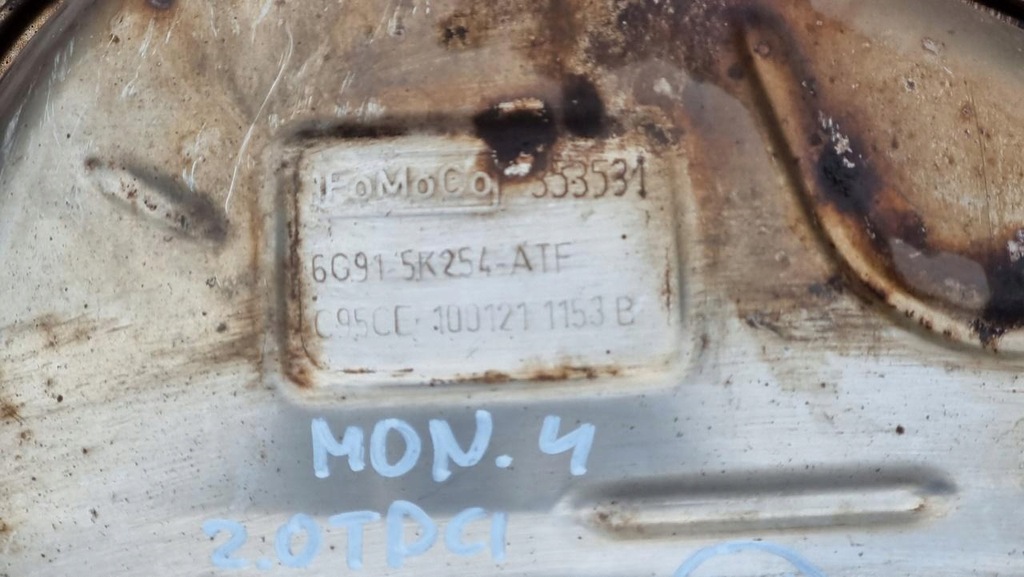 FoMoCo 353531
6G91-5K254-ATF
C95CE 100121 1153 B
MON. 4
2.0TDCI